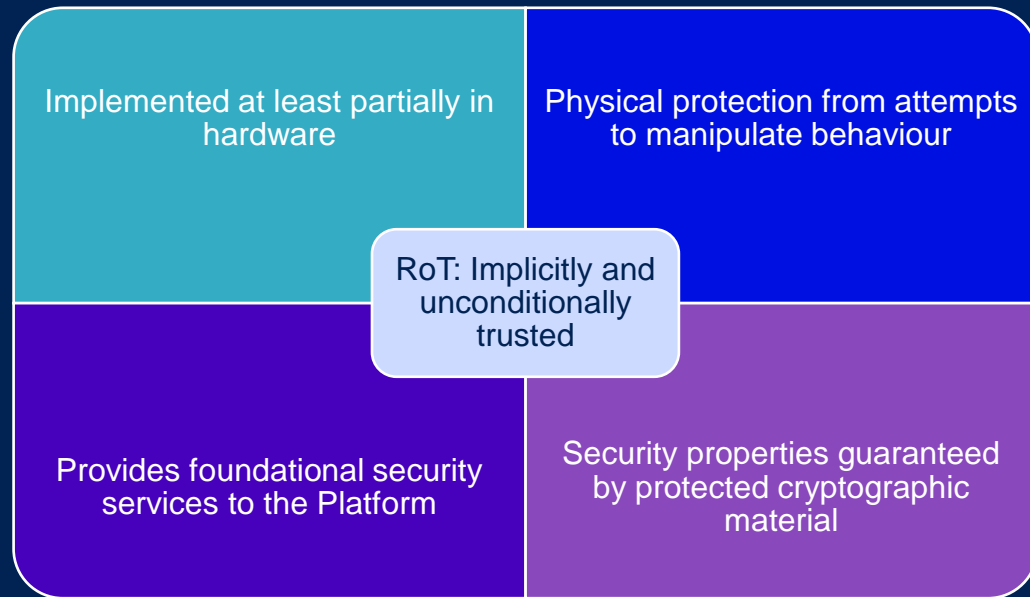 Implemented at least partially in
hardware
Physical protection from attempts
to manipulate behaviour
RoT: Implicitly and
unconditionally
trusted
Provides foundational security
services to the Platform
Security properties guaranteed
by protected cryptographic
material